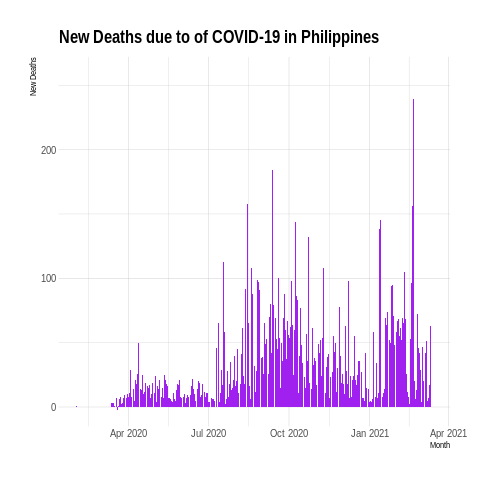 New Deaths due to of COVID-19 in Philippines
New Deaths
200
100
0
Apr 2020 Jul 2020 Oct 2020 Jan 2021 Apr 2021
Month